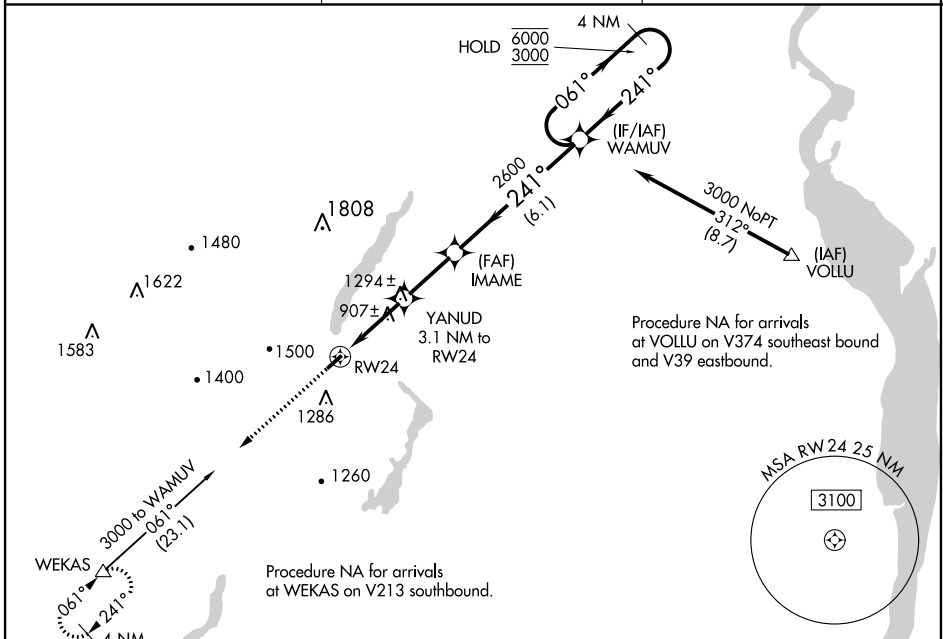 4 NM
HOLD
6000
3000
061°
241°
(IF/IAF)
WAMUV
2600
241°
(6.1)
3000 NoPT
312°
(8.7)
1808
1480
(IAF)
VOLLU
(FAF)
IMAME
1294±
1622
907±
YANUD
3.1 NM to
RW24
Procedure NA for arrivals
at VOLLU on V374 southeast bound
and V39 eastbound.
1583
1500
RW24
1400
1286
MSA RW24 25 NM
1260
3100
3000 to WAMUV
061°
(23.1)
WEKAS
Procedure NA for arrivals
at WEKAS on V213 southbound.
061°
241°
4 NM